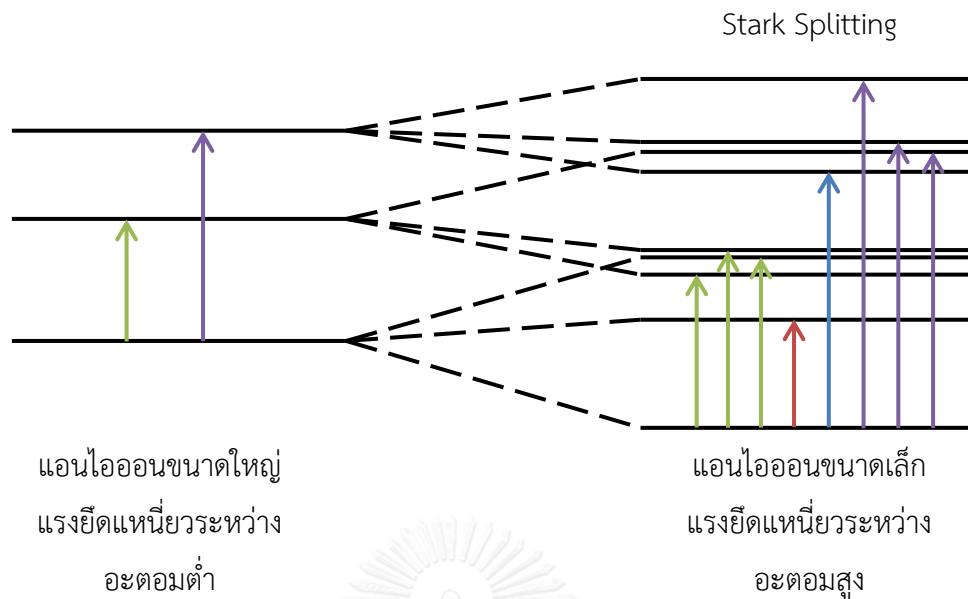 Stark Splitting
แอนไอออนขนาดใหญ่
แรงยึดเหนี่ยวระหว่าง
อะตอมต่ำ
แอนไอออนขนาดเล็ก
แรงยึดเหนี่ยวระหว่าง
อะตอมสูง